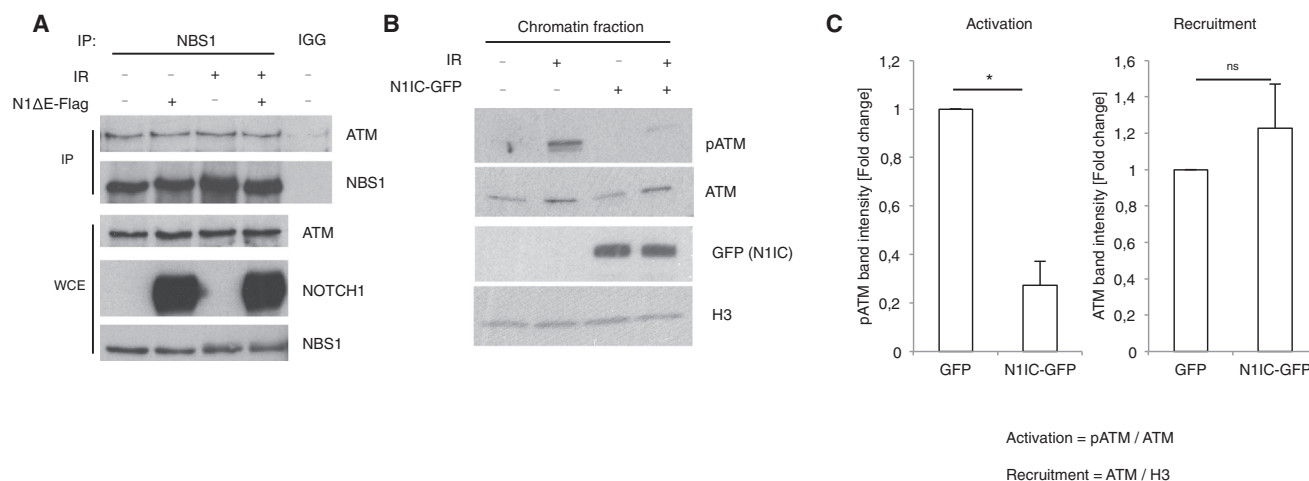 A
IP: NBS1 IGG
IR – – + + –
N1ΔE-Flag – + – + –
IP
ATM
NBS1
WCE
ATM
NOTCH1
NBS1
B
Chromatin fraction
IR – + – +
N1IC-GFP – – + +
pATM
ATM
GFP (N1IC)
H3
C
Activation
pATM band intensity [Fold change]
1,2
1
0,8
0,6
0,4
0,2
0
*
GFP N1IC-GFP
Recruitment
ATM band intensity [Fold change]
1,6
1,4
1,2
1
0,8
0,6
0,4
0,2
0
ns
GFP N1IC-GFP
Activation = pATM / ATM
Recruitment = ATM / H3